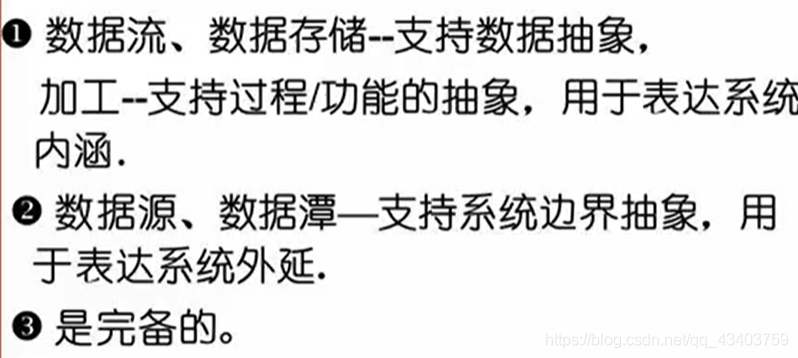 ❶ 数据流、数据存储--支持数据抽象，
加工--支持过程/功能的抽象，用于表达系统
内涵.
❷ 数据源、数据潭—支持系统边界抽象，用
于表达系统外延.
❸ 是完备的。
https://blog.csdn.net/qq_43403759